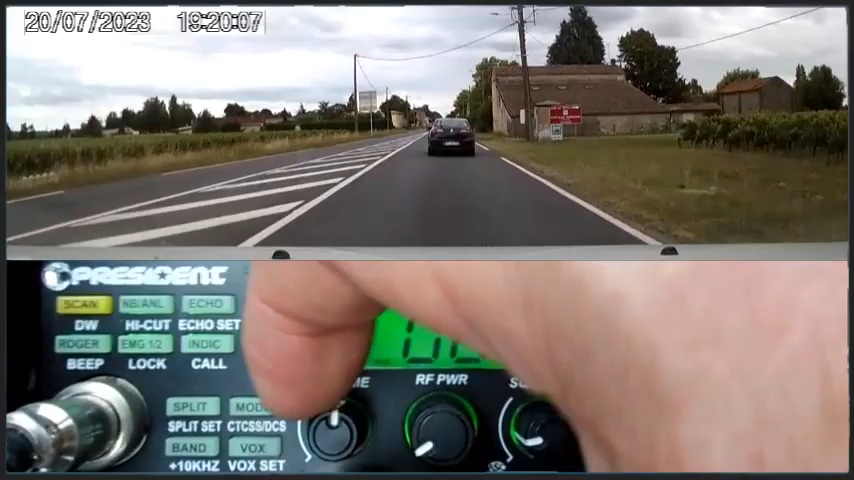 20/07/2023 19:20:07
PRESIDENT
SCAN NB/ANL ECHO
DW HI-CUT ECHO SET
ROGER EMG 1/2 INDIC
BEEP LOCK CALL
RF PWR
SPLIT
SPLIT SET CTCSS/DCS
BAND VOX
+10KHZ VOX SET